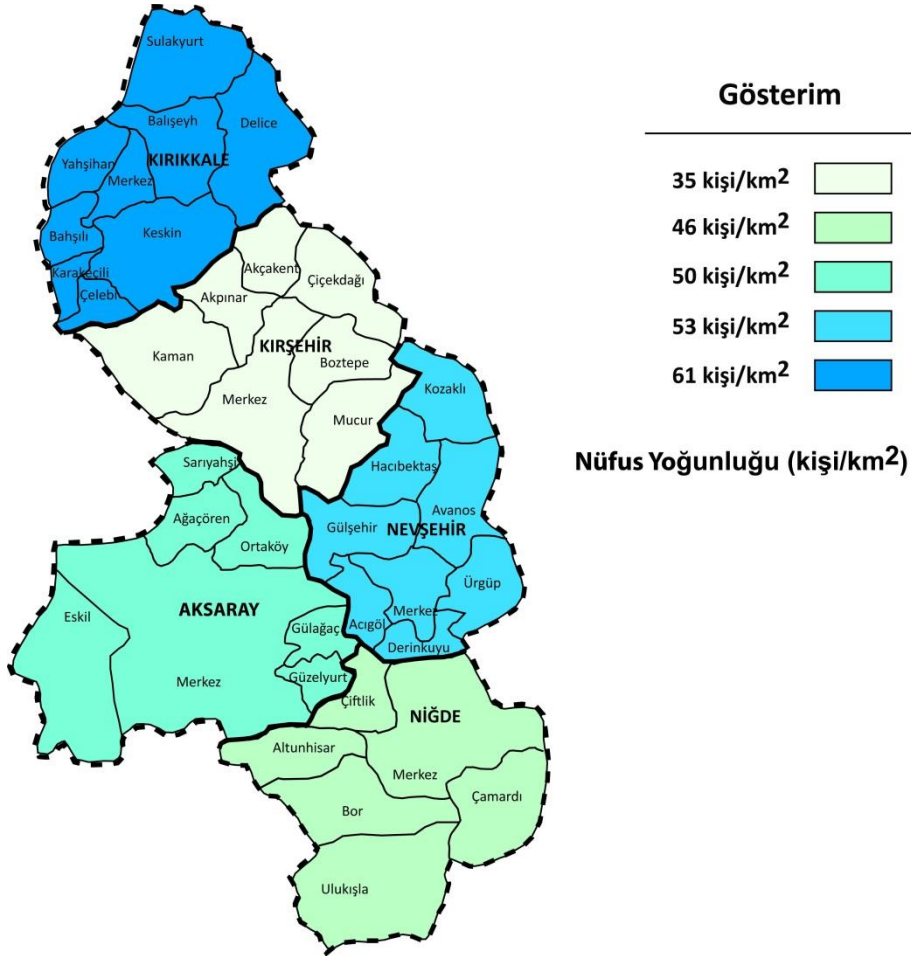 Gösterim
35 kişi/km²
46 kişi/km²
50 kişi/km²
53 kişi/km²
61 kişi/km²
Nüfus Yoğunluğu (kişi/km²)
Sulakyurt
Balışeyh
Delice
Yahşihan
KIRIKKALE
Merkez
Bahşılı
Keskin
Karakeçili
Çelebi
Akçakent
Çiçekdağı
Akpınar
KIRŞEHİR
Kaman
Boztepe
Merkez
Mucur
Kozaklı
Hacıbektaş
Avanos
Gülşehir
NEVŞEHİR
Ürgüp
Merkez
Acıgöl
Derinkuyu
Sarıyahşi
Ağaçören
Ortaköy
AKSARAY
Eskil
Gülağaç
Merkez
Güzelyurt
Çiftlik
NİĞDE
Altunhisar
Merkez
Çamardı
Bor
Ulukışla